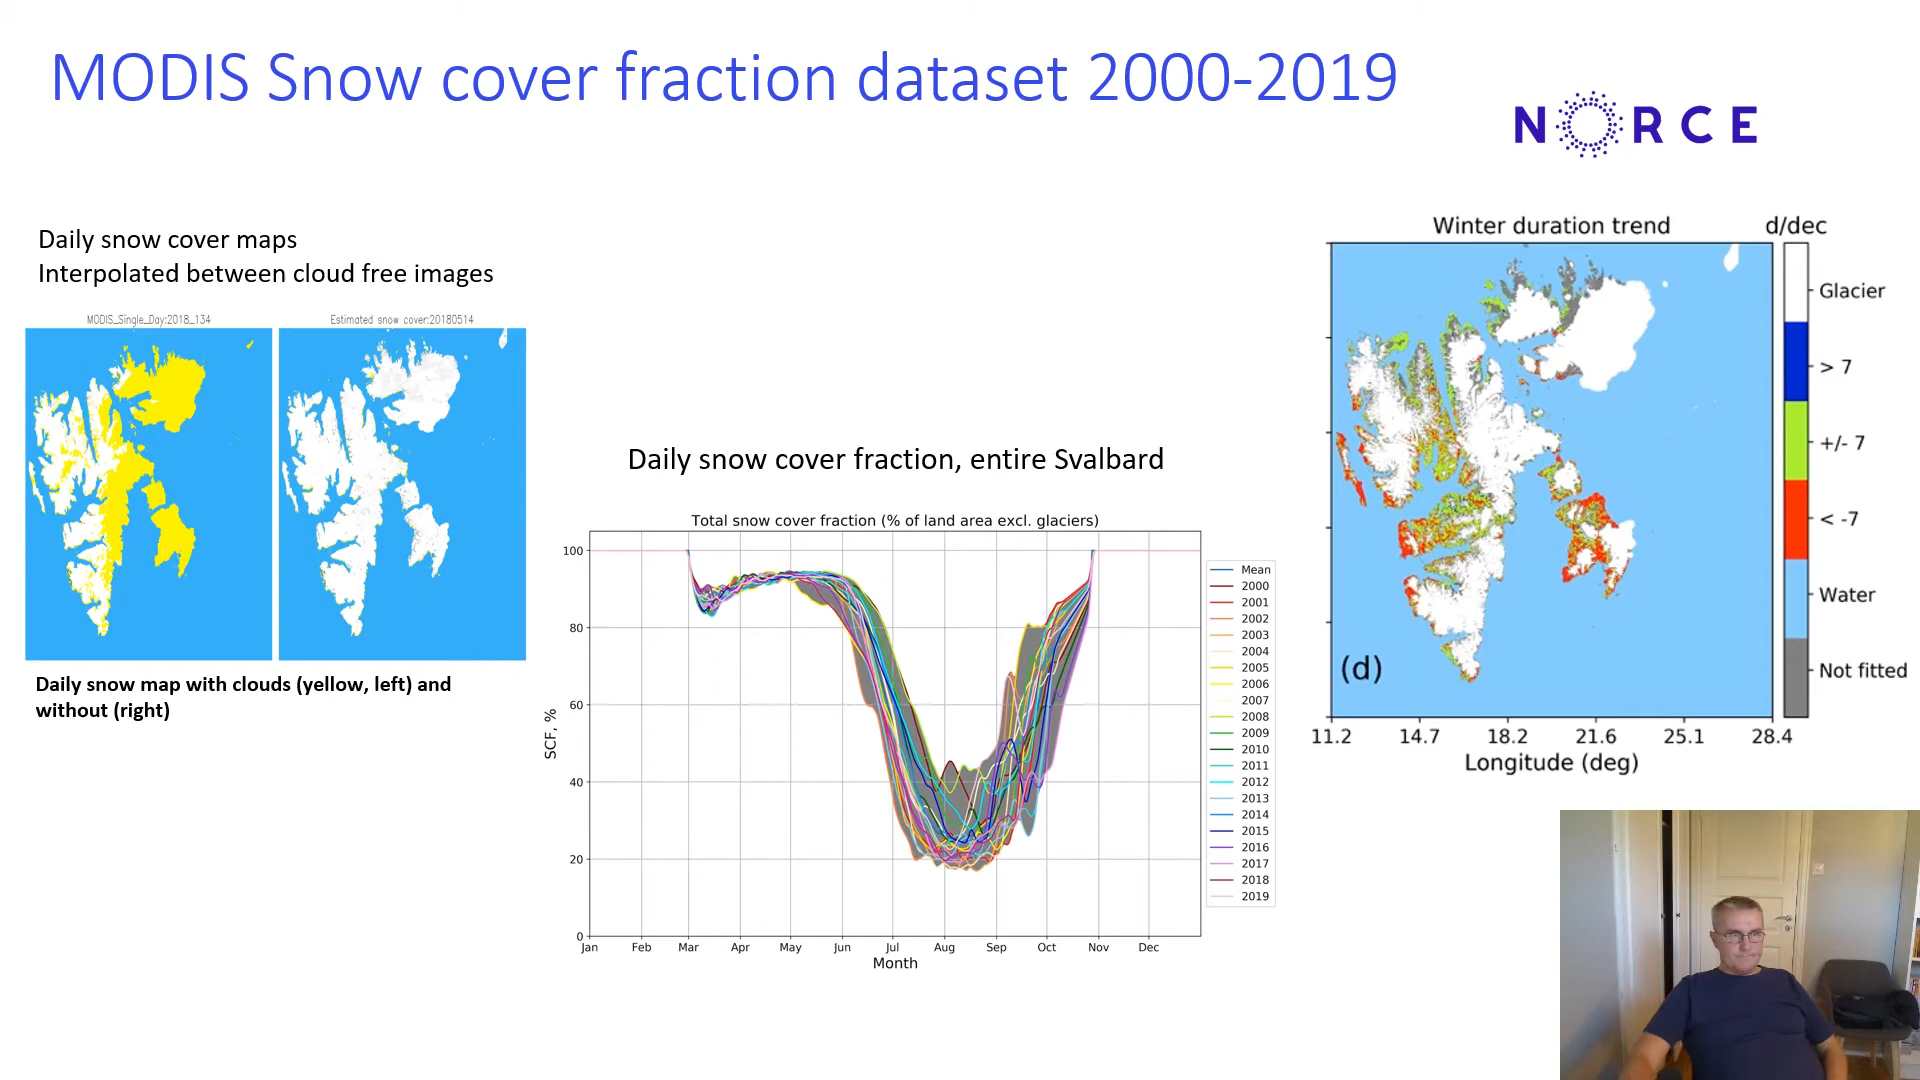 MODIS Snow cover fraction dataset 2000-2019
NORCE
Daily snow cover maps
Interpolated between cloud free images
MODIS_Single_Day:2018_134
Estimated snow cover:20180514
Daily snow map with clouds (yellow, left) and
without (right)
Daily snow cover fraction, entire Svalbard
Total snow cover fraction (% of land area excl. glaciers)
SCF, %
100
80
60
40
20
0
Jan Feb Mar Apr May Jun Jul Aug Sep Oct Nov Dec
Month
Mean
2000
2001
2002
2003
2004
2005
2006
2007
2008
2009
2010
2011
2012
2013
2014
2015
2016
2017
2018
2019
Winter duration trend
d/dec
Glacier
> 7
+/- 7
< -7
Water
Not fitted
(d)
11.2 14.7 18.2 21.6 25.1 28.4
Longitude (deg)